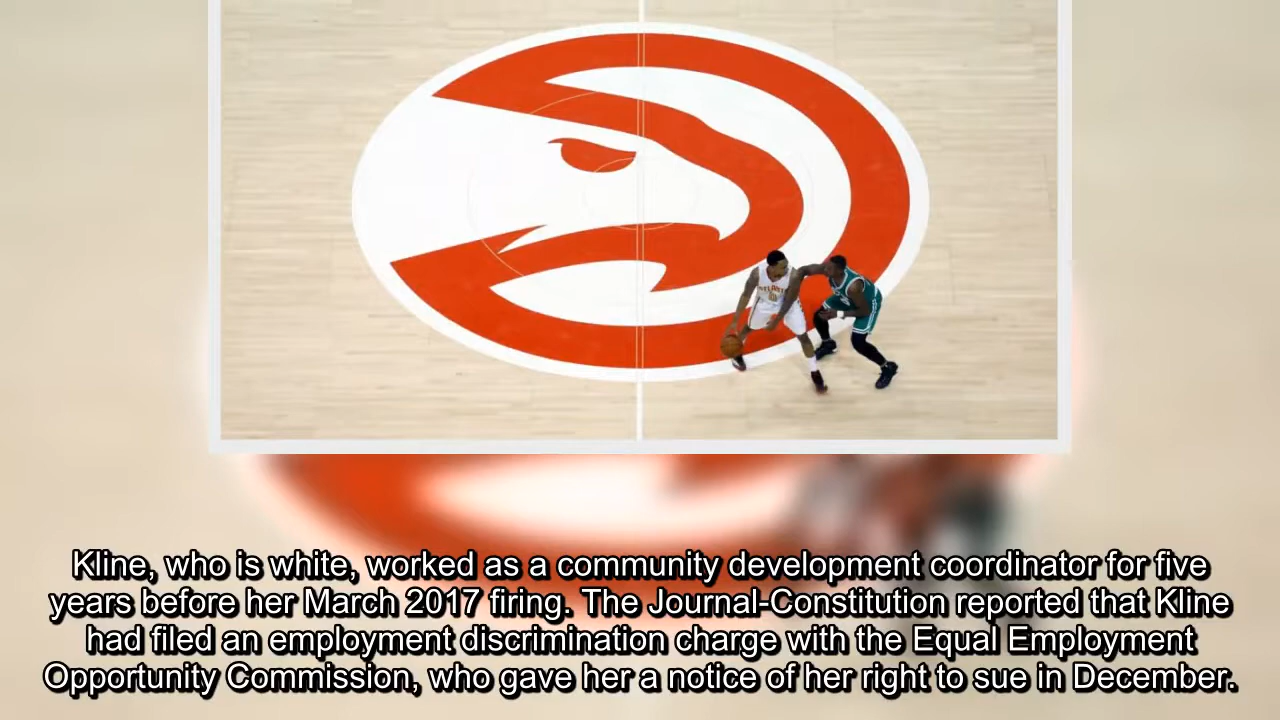 ATLANTA
Kline, who is white, worked as a community development coordinator for five
years before her March 2017 firing. The Journal-Constitution reported that Kline
had filed an employment discrimination charge with the Equal Employment
Opportunity Commission, who gave her a notice of her right to sue in December.